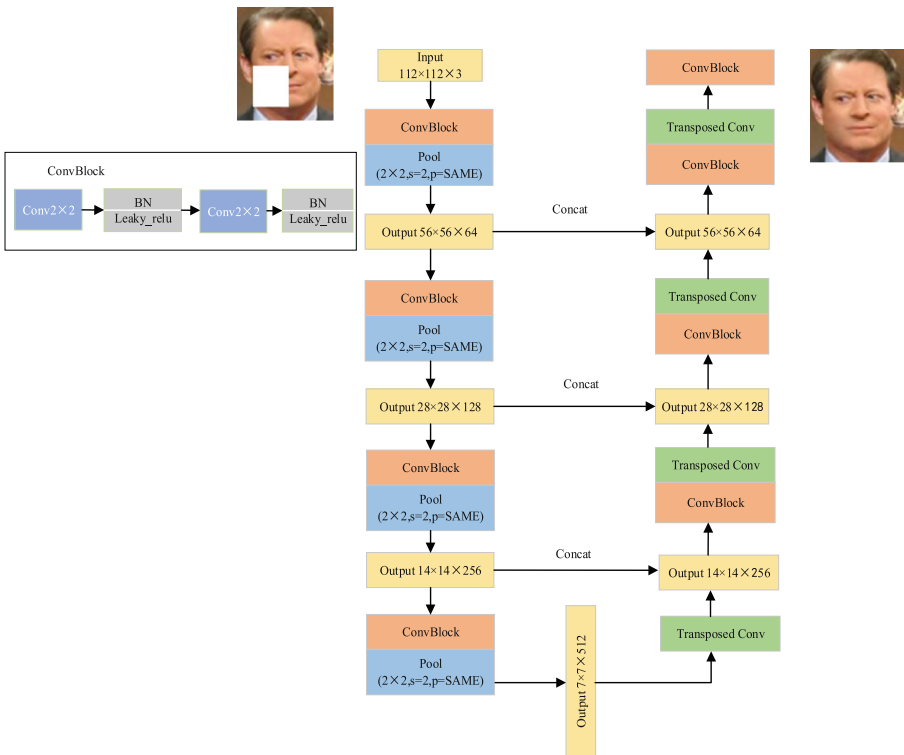 Input
112×112×3
ConvBlock
Pool
(2×2,s=2,p=SAME)
Output 56×56×64
ConvBlock
Pool
(2×2,s=2,p=SAME)
Output 28×28×128
ConvBlock
Pool
(2×2,s=2,p=SAME)
Output 14×14×256
ConvBlock
Pool
(2×2,s=2,p=SAME)
Output 7×7×512
ConvBlock
Conv2×2
BN
Leaky_relu
Conv2×2
BN
Leaky_relu
Concat
Concat
Concat
ConvBlock
Transposed Conv
ConvBlock
Output 56×56×64
Transposed Conv
ConvBlock
Output 28×28×128
Transposed Conv
ConvBlock
Output 14×14×256
Transposed Conv